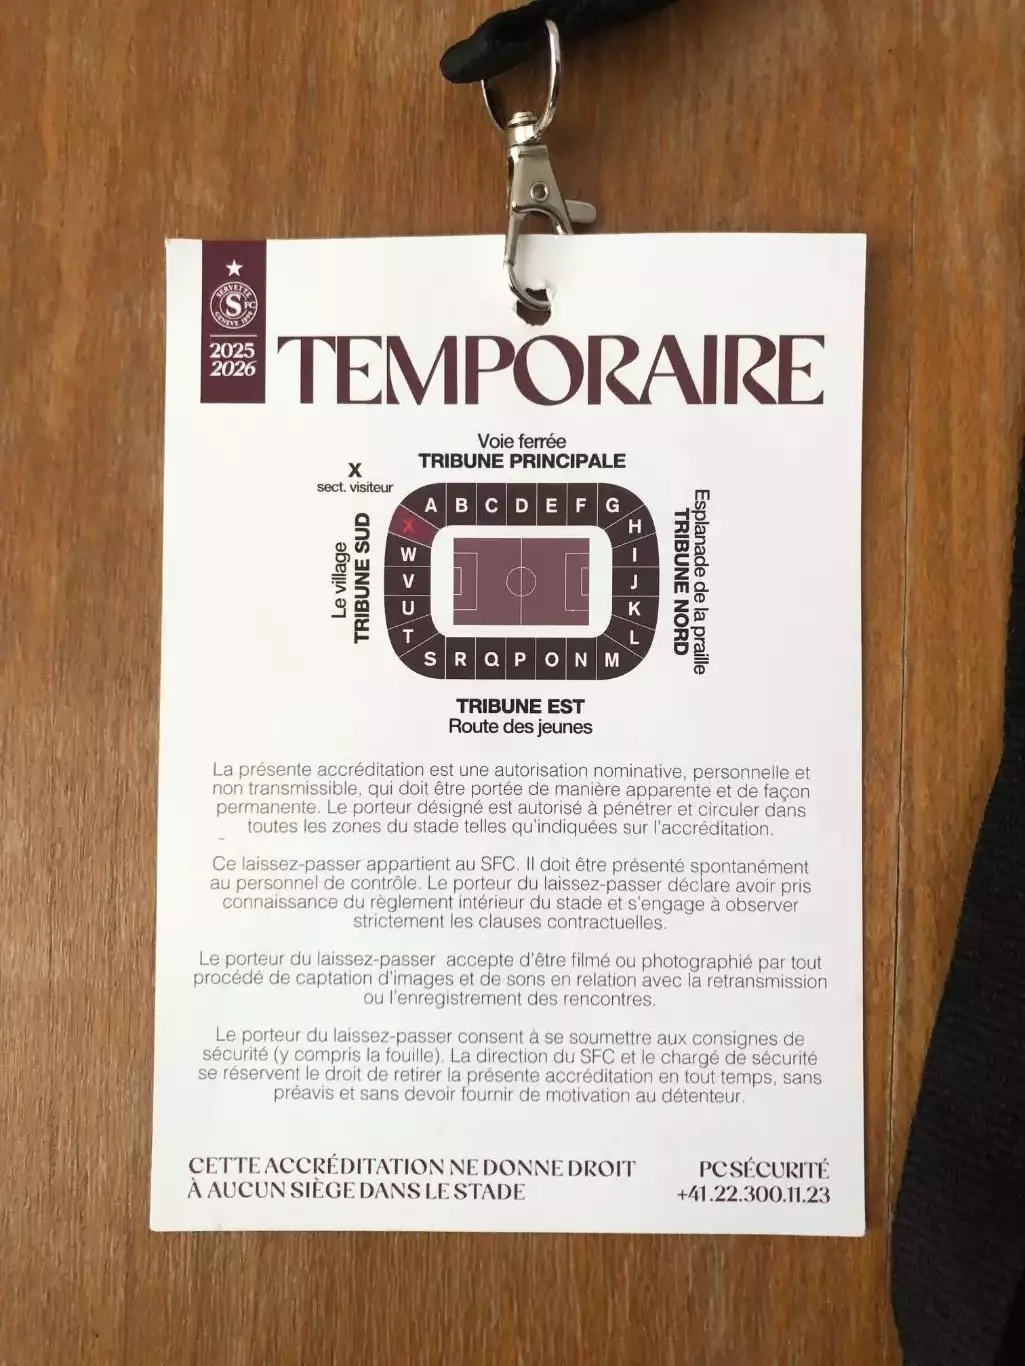 SERVETTE
S FC
GENEVE 1890
2025
2026
TEMPORAIRE
Voie ferrée
TRIBUNE PRINCIPALE
X
sect. visiteur
A B C D E F G
X
H
W
I
V
J
U
K
T
L
S R Q P O N M
Le village
TRIBUNE SUD
Esplanade de la praille
TRIBUNE NORD
TRIBUNE EST
Route des jeunes
La présente accréditation est une autorisation nominative, personnelle et
non transmissible, qui doit être portée de manière apparente et de façon
permanente. Le porteur désigné est autorisé à pénétrer et circuler dans
toutes les zones du stade telles qu'indiquées sur l'accréditation.
Ce laissez-passer appartient au SFC. Il doit être présenté spontanément
au personnel de contrôle. Le porteur du laissez-passer déclare avoir pris
connaissance du règlement intérieur du stade et s'engage à observer
strictement les clauses contractuelles.
Le porteur du laissez-passer accepte d'être filmé ou photographié par tout
procédé de captation d'images et de sons en relation avec la retransmission
ou l'enregistrement des rencontres.
Le porteur du laissez-passer consent à se soumettre aux consignes de
sécurité (y compris la fouille). La direction du SFC et le chargé de sécurité
se réservent le droit de retirer la présente accréditation en tout temps, sans
préavis et sans devoir fournir de motivation au détenteur.
CETTE ACCRÉDITATION NE DONNE DROIT
À AUCUN SIÈGE DANS LE STADE
PC SÉCURITÉ
+41.22.300.11.23